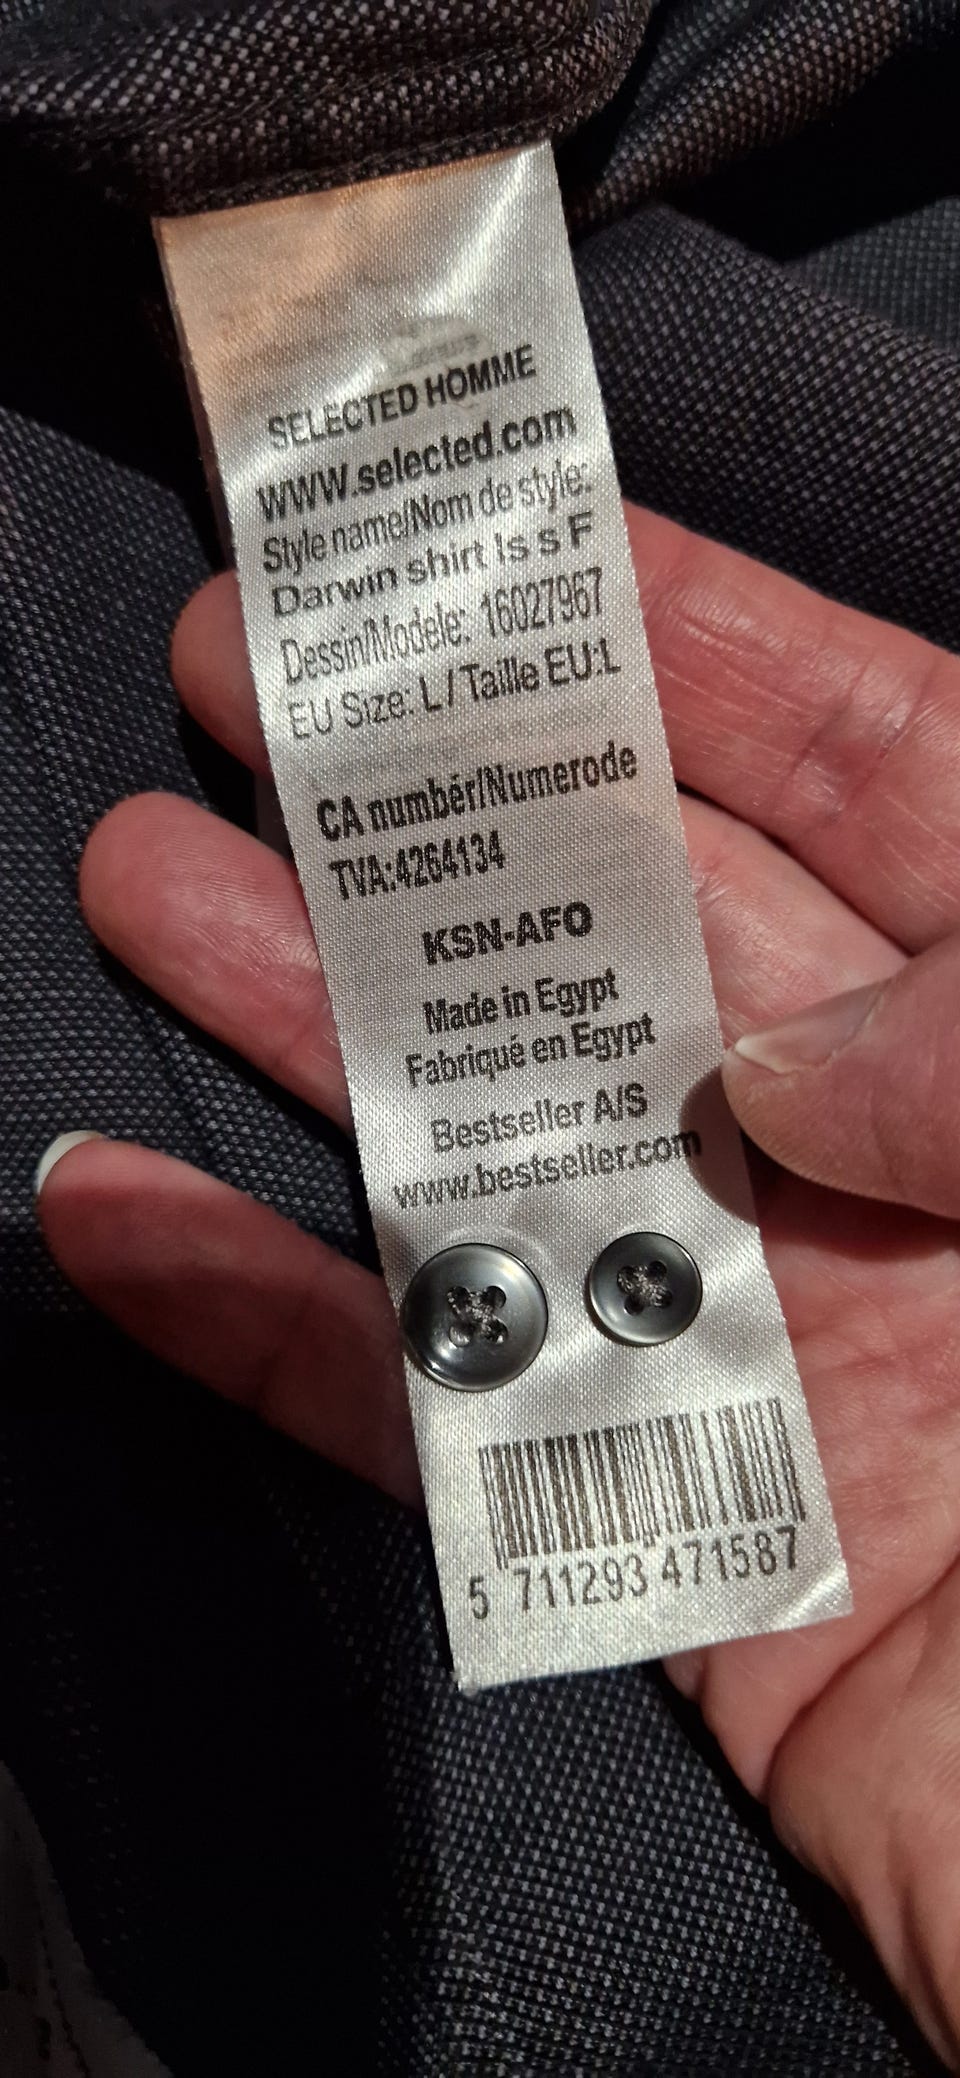 SELECTED HOMME
www.selected.com
Style name/Nom de style:
Darwin shirt ls s F
Dessin/Modele: 16027967
EU Size: L / Taille EU:L
CA number/Numerode
TVA:4264134
KSN-AFO
Made in Egypt
Fabriqué en Egypt
Bestseller A/S
www.bestseller.com
5 711293 471587